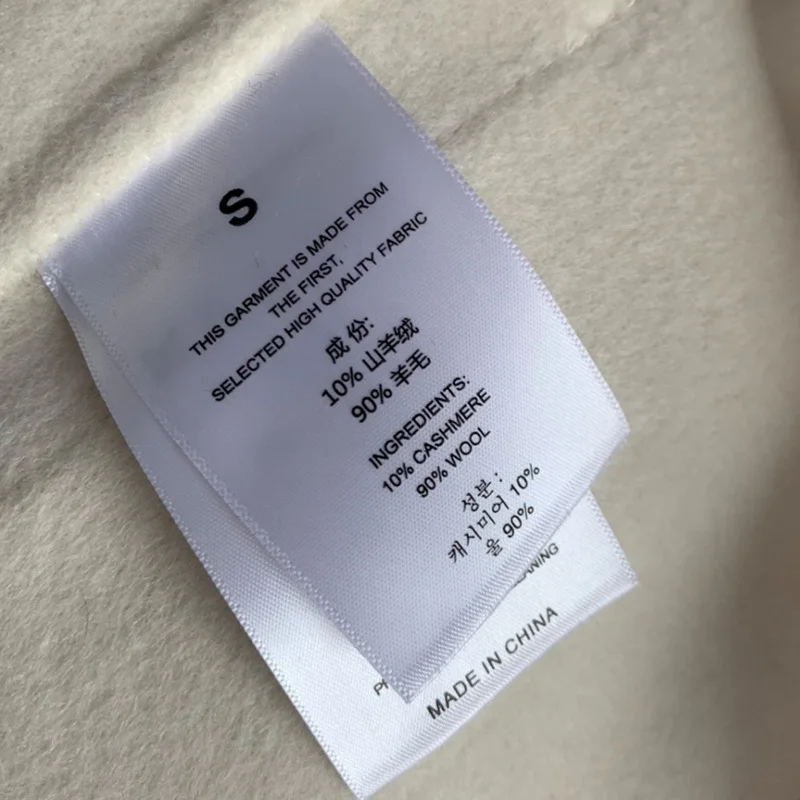 S
THIS GARMENT IS MADE FROM
THE FIRST,
SELECTED HIGH QUALITY FABRIC
成份:
10% 山羊绒
90% 羊毛
INGREDIENTS:
10% CASHMERE
90% WOOL
성분 :
캐시미어 10%
울 90%
MADE IN CHINA